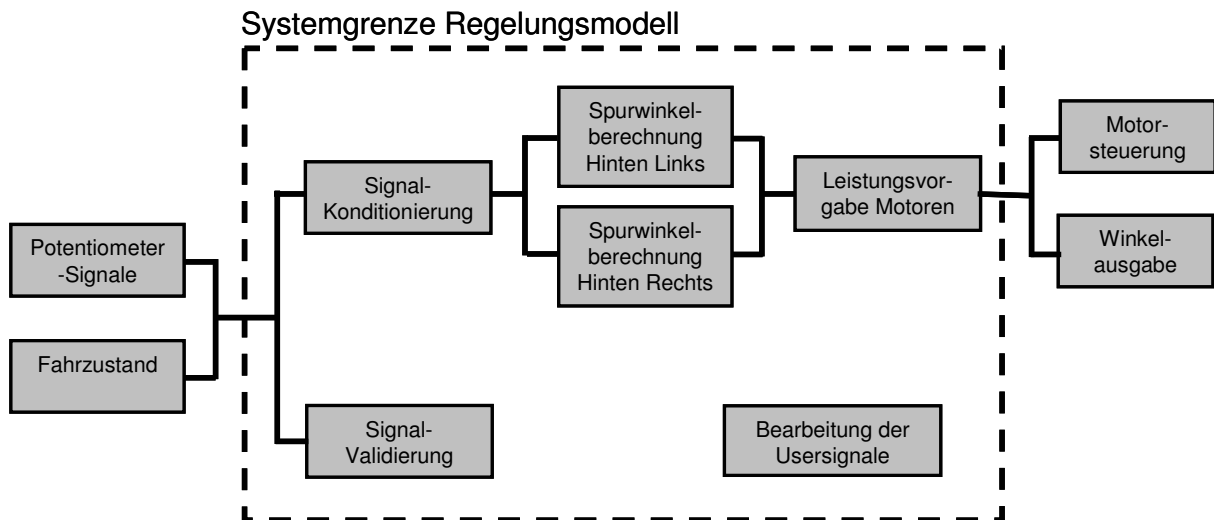 Systemgrenze Regelungsmodell
Potentiometer
-Signale
Fahrzustand
Signal-
Konditionierung
Signal-
Validierung
Spurwinkel-
berechnung
Hinten Links
Spurwinkel-
berechnung
Hinten Rechts
Leistungsvor-
gabe Motoren
Bearbeitung der
Usersignale
Motor-
steuerung
Winkel-
ausgabe